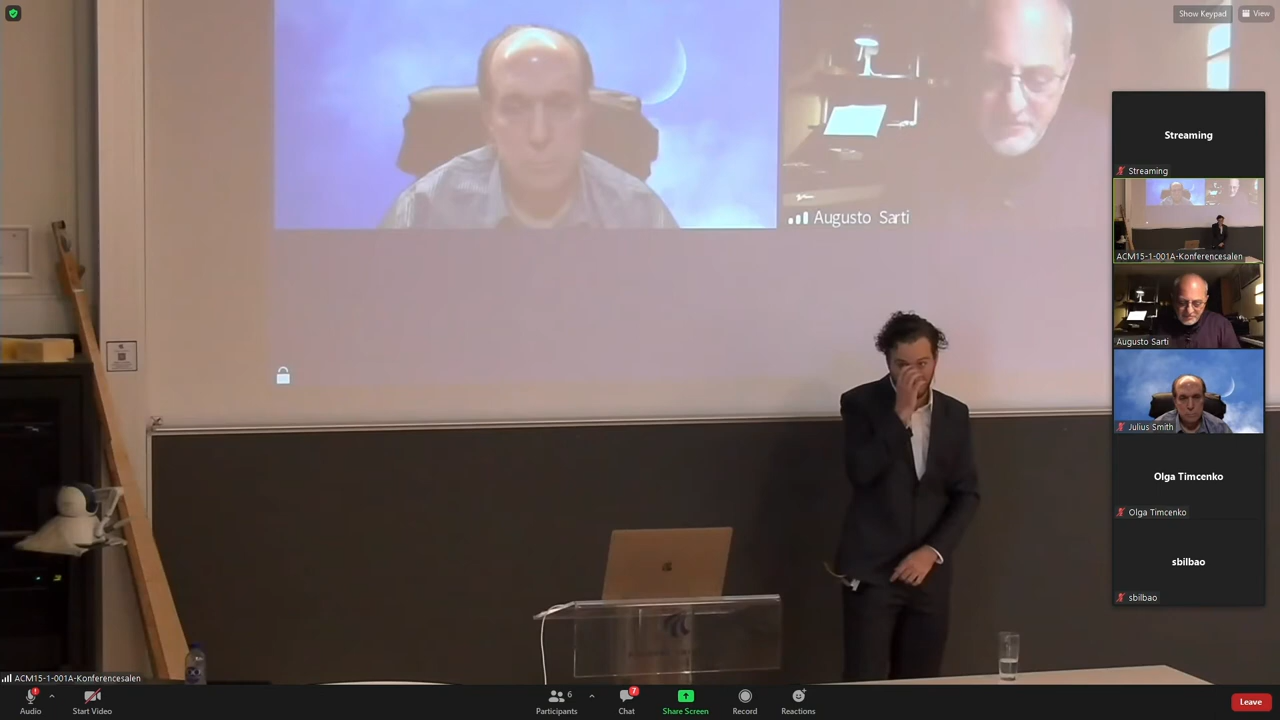 Show Keypad
View
Streaming
Streaming
ACM15-1-001A-Konferencesalen
Augusto Sarti
Augusto Sarti
Julius Smith
Olga Timcenko
Olga Timcenko
sbilbao
sbilbao
ACM15-1-001A-Konferencesalen
Audio
Start Video
6
Participants
7
Chat
Share Screen
Record
Reactions
Leave